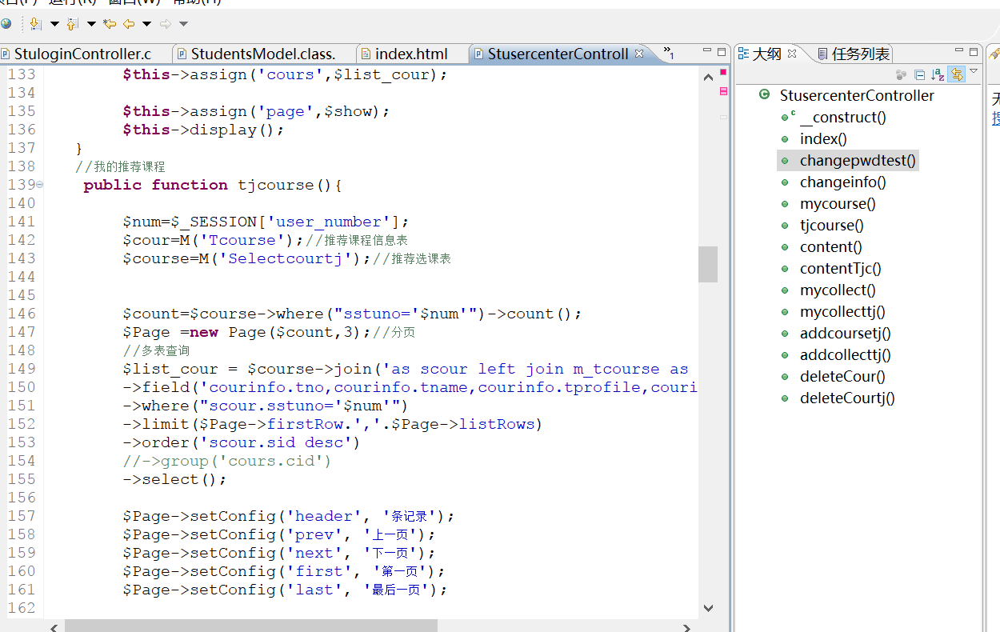 运行(R) 窗口(W) 帮助(H)
StuloginController.c
StudentsModel.class.
index.html
StusercenterControll
»1
大纲
任务列表
133 $this->assign('cours',$list_cour);
134
135 $this->assign('page',$show);
136 $this->display();
137 }
138 //我的推荐课程
139 public function tjcourse(){
140
141 $num=$_SESSION['user_number'];
142 $cour=M('Tcourse');//推荐课程信息表
143 $course=M('Selectcourtj');//推荐选课表
144
145
146 $count=$course->where("sstuno='$num'")->count();
147 $Page =new Page($count,3);//分页
148 //多表查询
149 $list_cour = $course->join('as scour left join m_tcourse as
150 ->field('courinfo.tno,courinfo.tname,courinfo.tprofile,couri
151 ->where("scour.sstuno='$num'")
152 ->limit($Page->firstRow.','.$Page->listRows)
153 ->order('scour.sid desc')
154 //->group('cours.cid')
155 ->select();
156
157 $Page->setConfig('header', '条记录');
158 $Page->setConfig('prev', '上一页');
159 $Page->setConfig('next', '下一页');
160 $Page->setConfig('first', '第一页');
161 $Page->setConfig('last', '最后一页');
162
StusercenterController
__construct()
index()
changepwdtest()
changeinfo()
mycourse()
tjcourse()
content()
contentTjc()
mycollect()
mycollecttj()
addcoursetj()
addcollecttj()
deleteCour()
deleteCourtj()